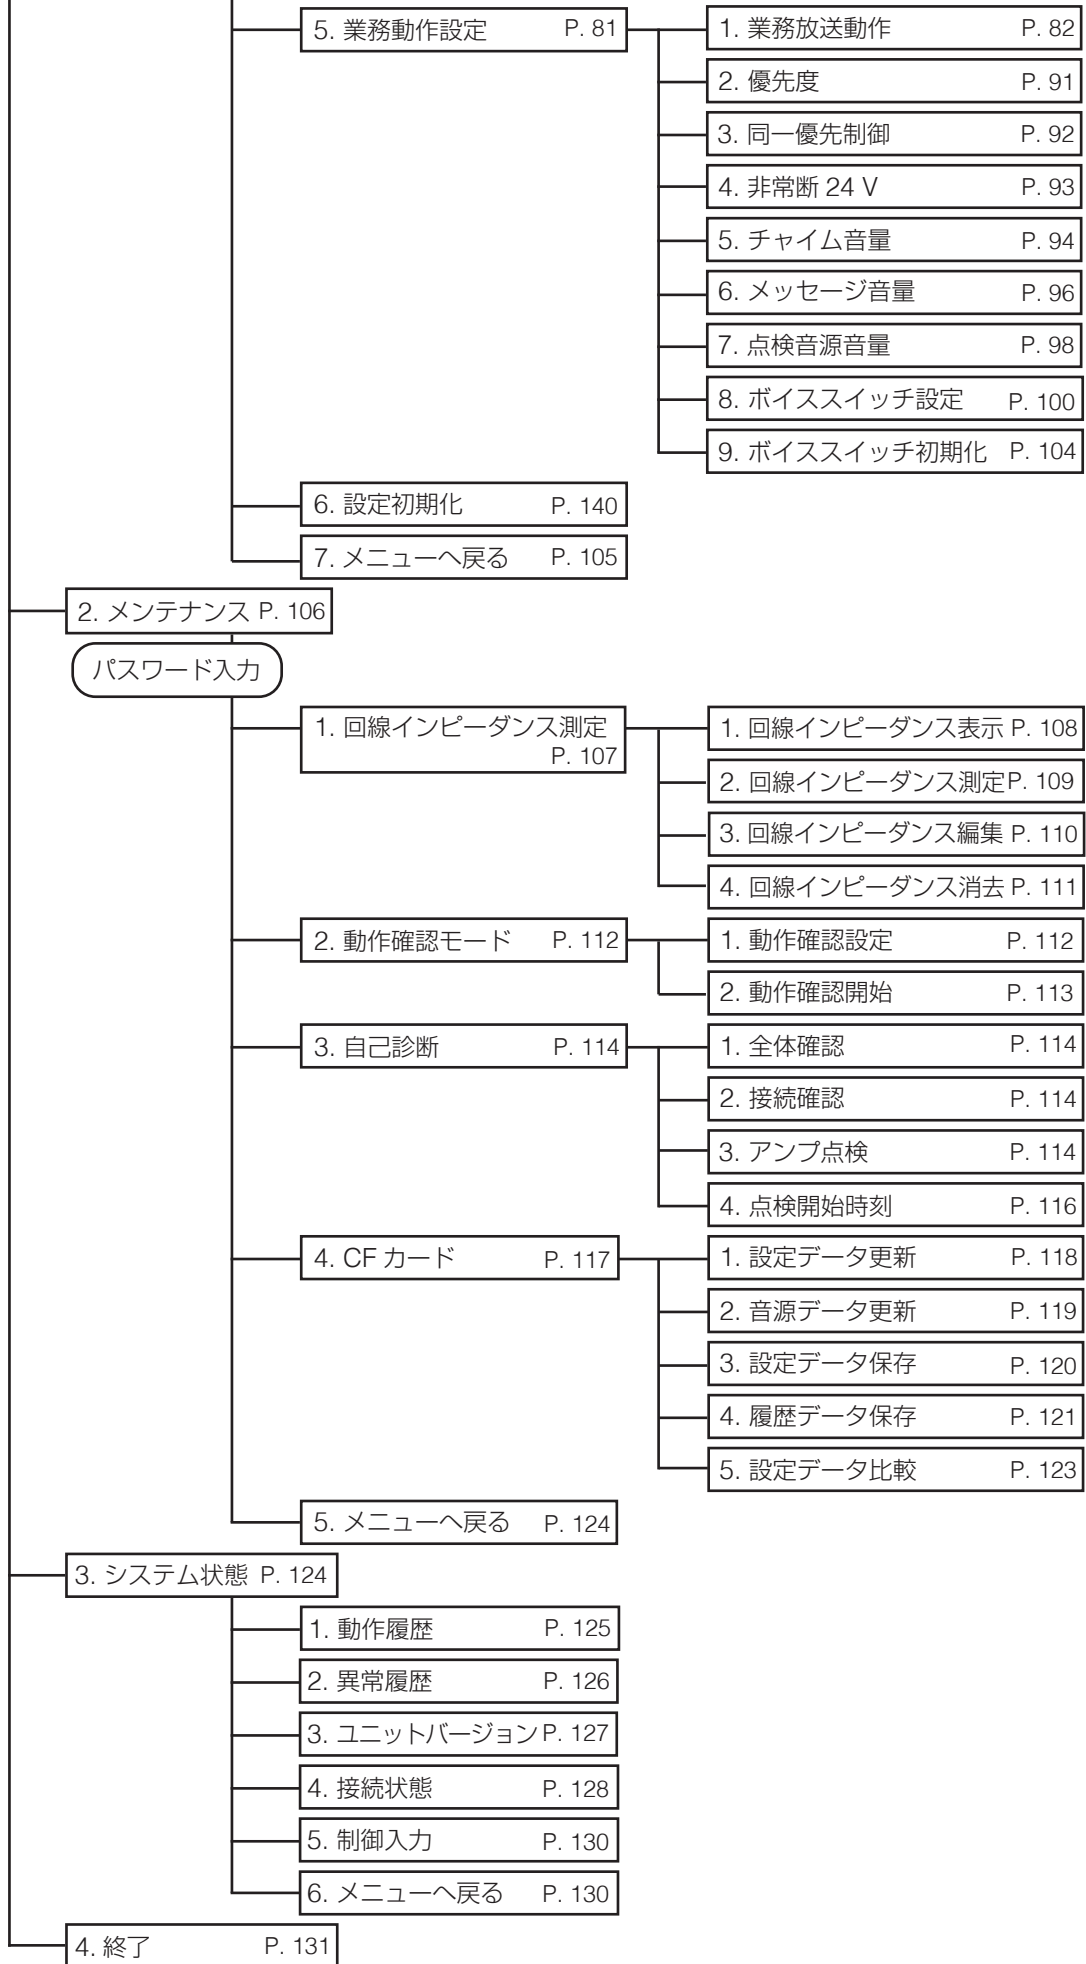 5. 業務動作設定 P. 81
1. 業務放送動作 P. 82
2. 優先度 P. 91
3. 同一優先制御 P. 92
4. 非常断 24 V P. 93
5. チャイム音量 P. 94
6. メッセージ音量 P. 96
7. 点検音源音量 P. 98
8. ボイススイッチ設定 P. 100
9. ボイススイッチ初期化 P. 104
6. 設定初期化 P. 140
7. メニューへ戻る P. 105
2. メンテナンス P. 106
パスワード入力
1. 回線インピーダンス測定
P. 107
1. 回線インピーダンス表示 P. 108
2. 回線インピーダンス測定P. 109
3. 回線インピーダンス編集 P. 110
4. 回線インピーダンス消去 P. 111
2. 動作確認モード P. 112
1. 動作確認設定 P. 112
2. 動作確認開始 P. 113
3. 自己診断 P. 114
1. 全体確認 P. 114
2. 接続確認 P. 114
3. アンプ点検 P. 114
4. 点検開始時刻 P. 116
4. CF カード P. 117
1. 設定データ更新 P. 118
2. 音源データ更新 P. 119
3. 設定データ保存 P. 120
4. 履歴データ保存 P. 121
5. 設定データ比較 P. 123
5. メニューへ戻る P. 124
3. システム状態 P. 124
1. 動作履歴 P. 125
2. 異常履歴 P. 126
3. ユニットバージョン P. 127
4. 接続状態 P. 128
5. 制御入力 P. 130
6. メニューへ戻る P. 130
4. 終了 P. 131